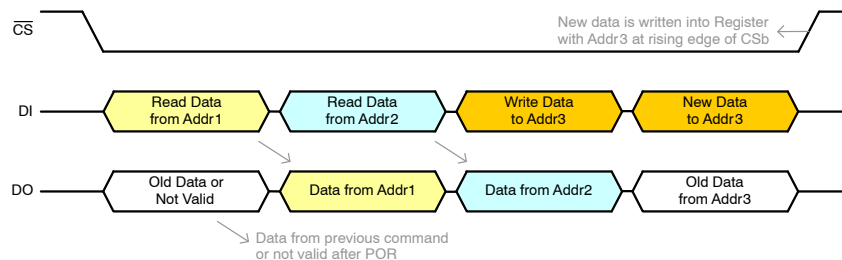 CS
New data is written into Register
with Addr3 at rising edge of CSb
DI
Read Data
from Addr1
Read Data
from Addr2
Write Data
to Addr3
New Data
to Addr3
DO
Old Data or
Not Valid
Data from Addr1
Data from Addr2
Old Data
from Addr3
Data from previous command
or not valid after POR